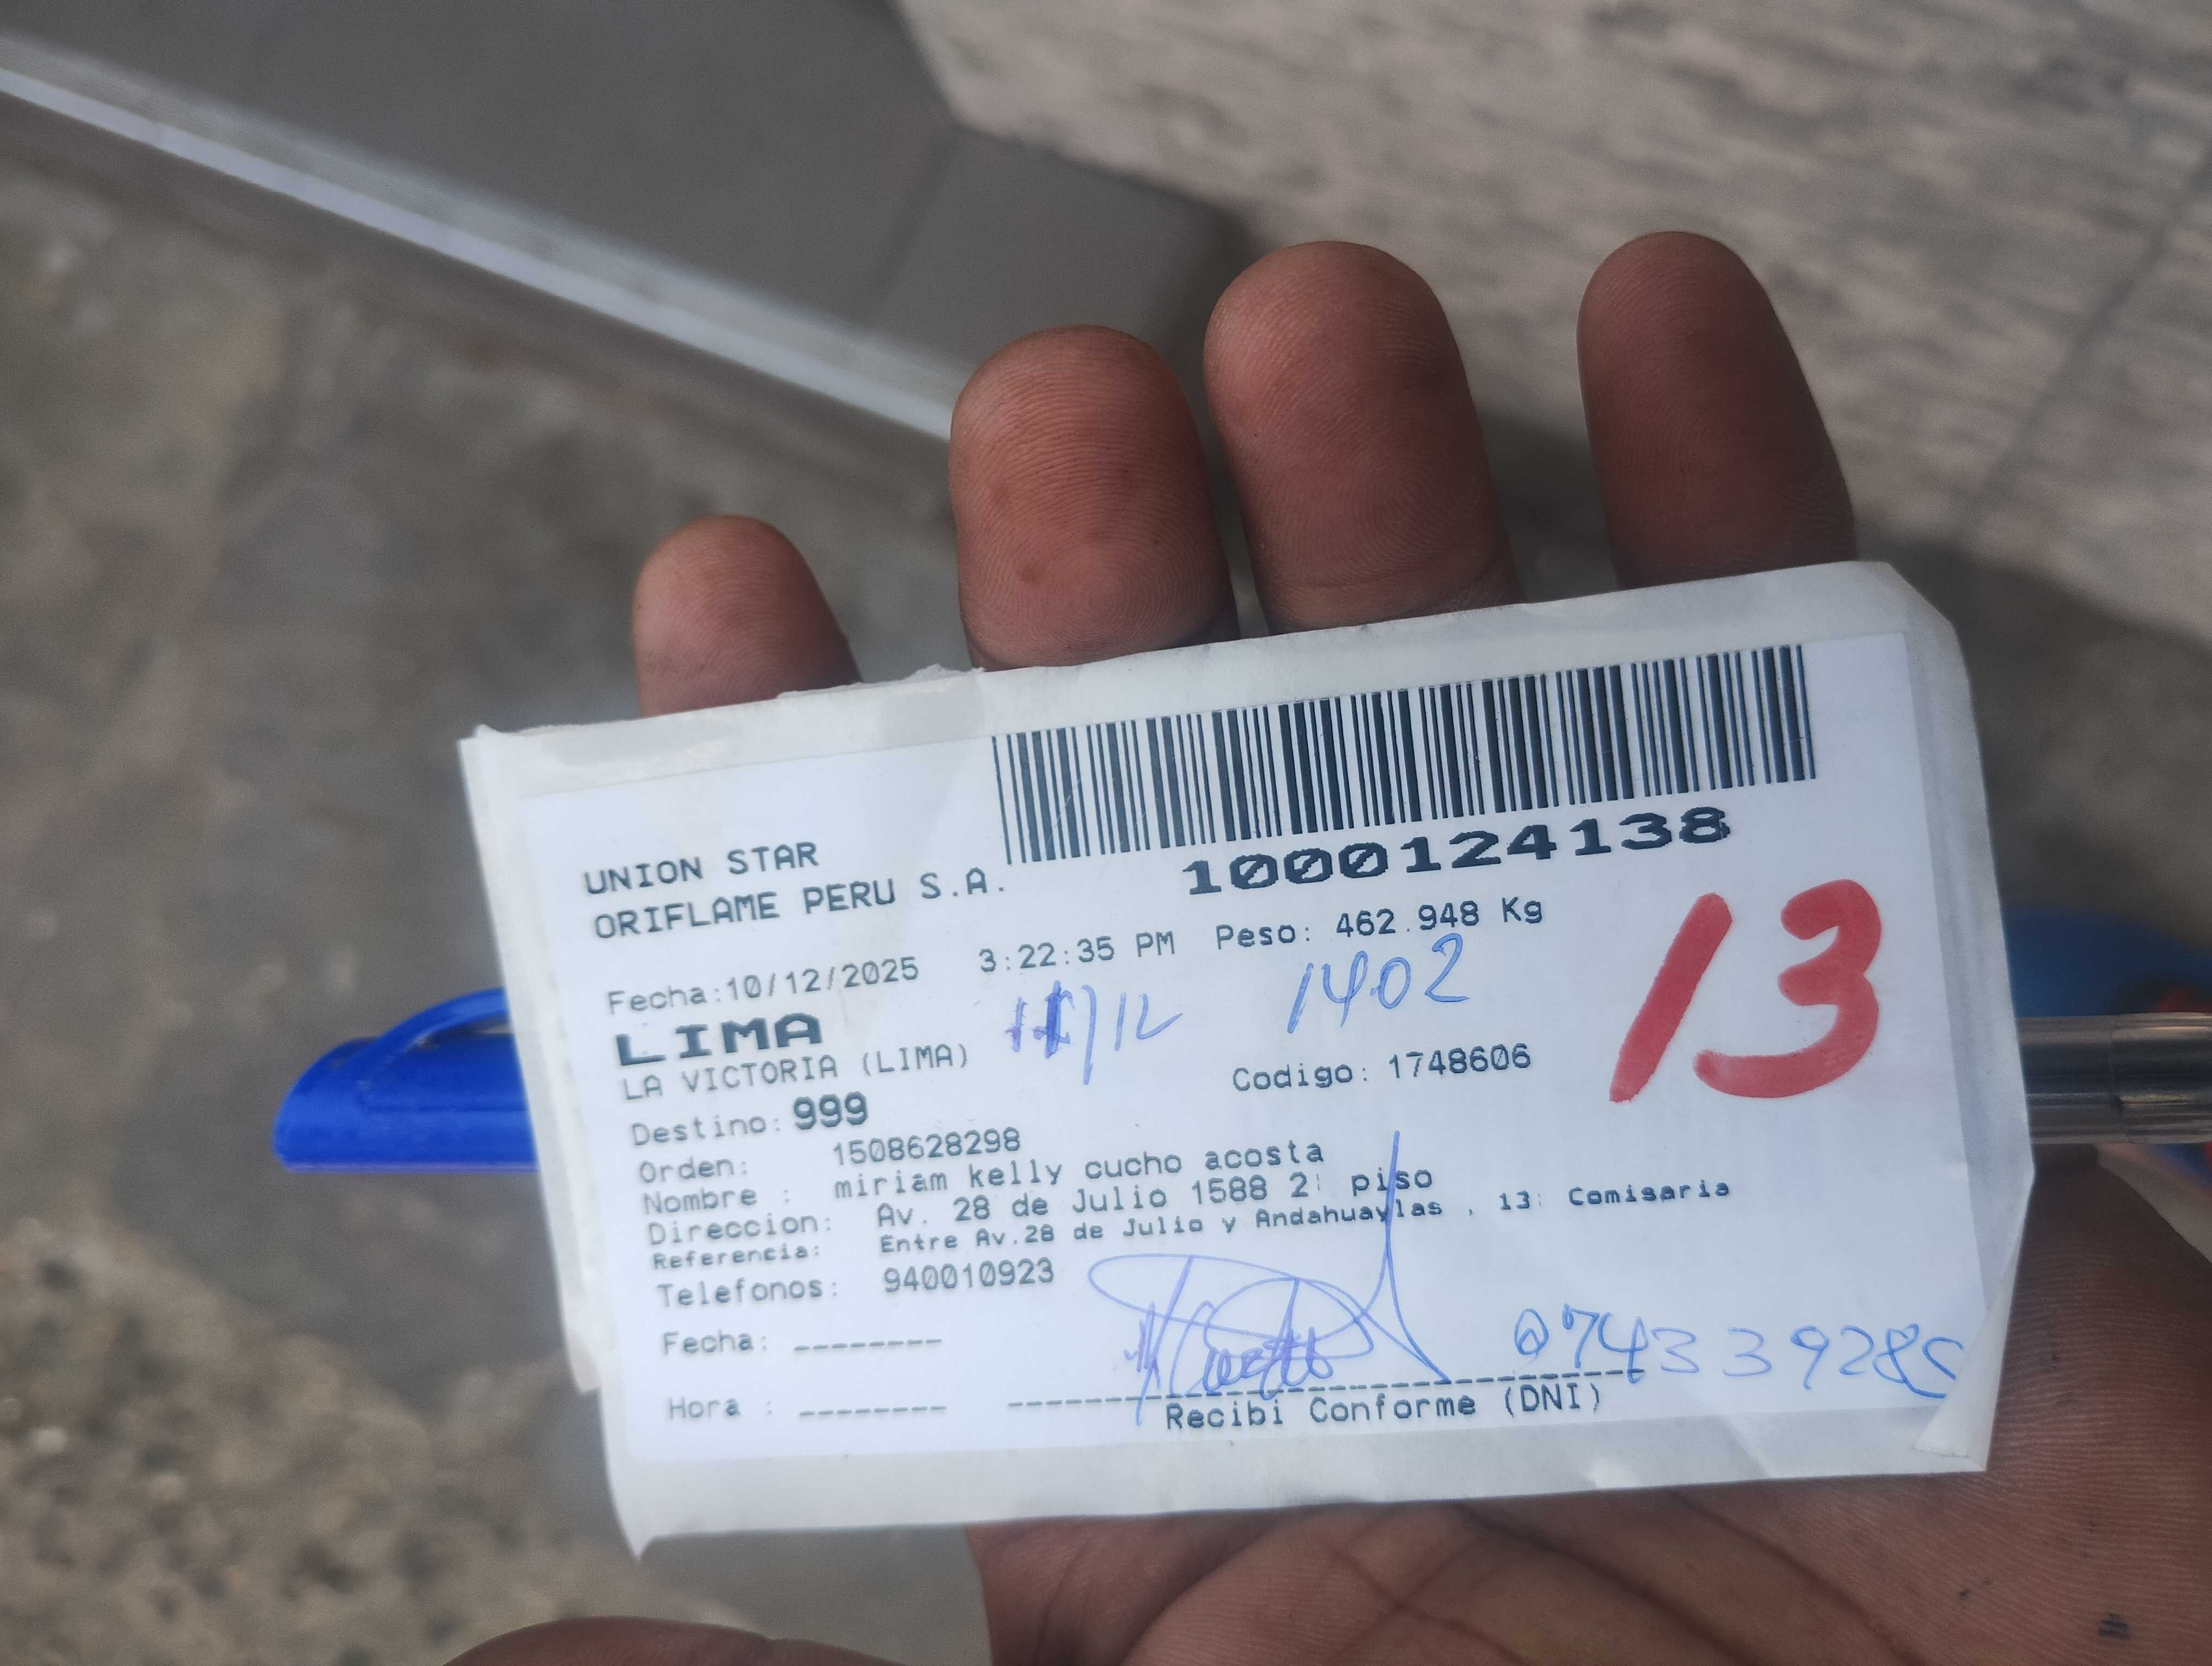 1000124138
UNION STAR
ORIFLAME PERU S.A.
13
Fecha:10/12/2025 3:22:35 PM Peso: 462.948 Kg
LIMA 11/12 1402
LA VICTORIA (LIMA) Codigo: 1748606
Destino: 999
Orden: 1508628298
Nombre : miriam kelly cucho acosta
Direccion: Av. 28 de Julio 1588 2¦ piso
Referencia: Entre Av.28 de Julio y Andahuaylas , 13¦ Comisaria
Telefonos: 940010923
Fecha: --------
Hora : --------
Recibi Conforme (DNI)